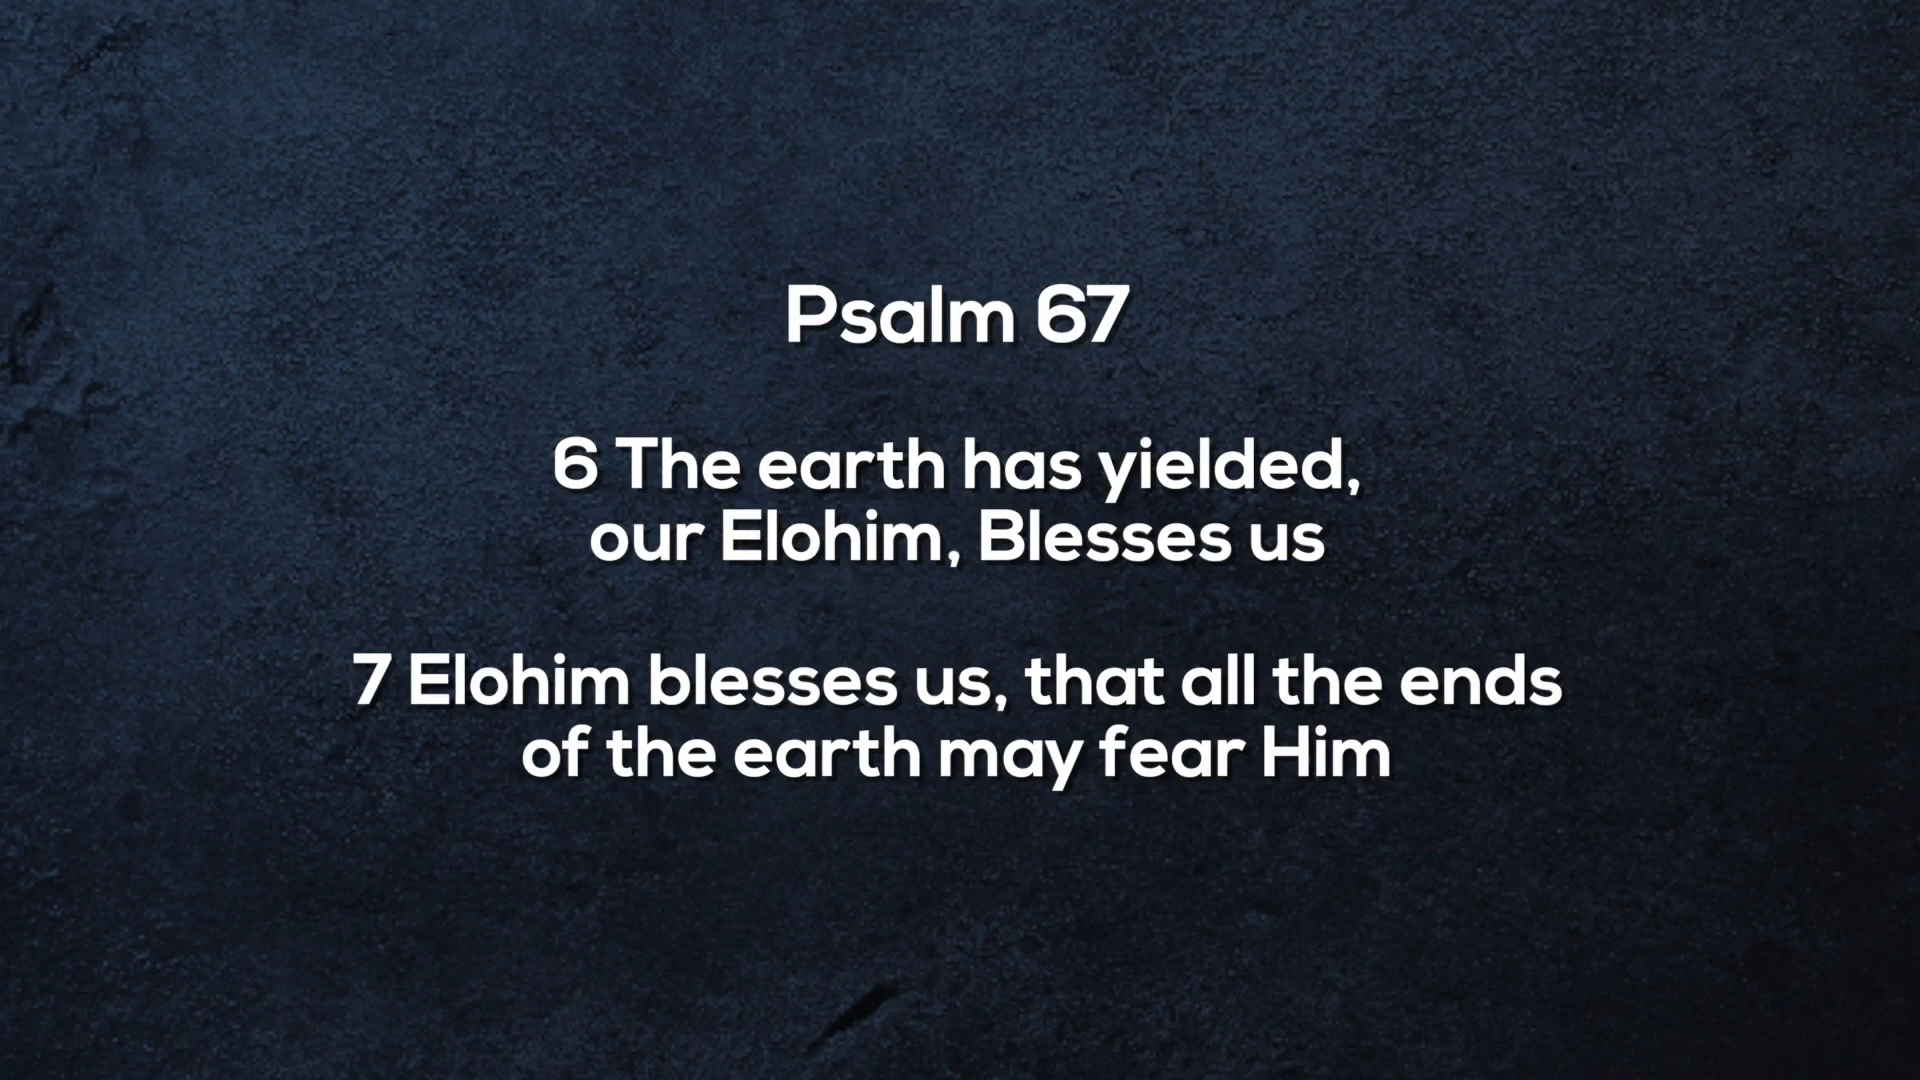 Psalm 67
6 The earth has yielded,
our Elohim, Blesses us
7 Elohim blesses us, that all the ends
of the earth may fear Him